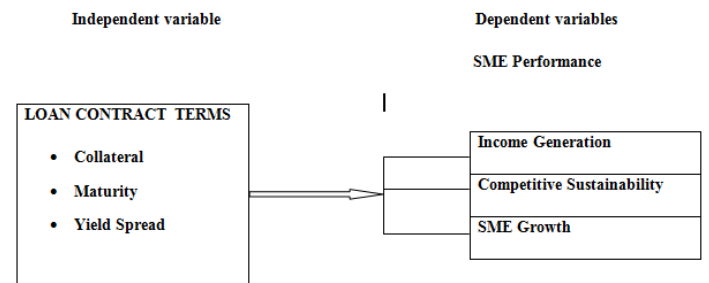 Independent variable
Dependent variables
SME Performance
LOAN CONTRACT TERMS
• Collateral
• Maturity
• Yield Spread
Income Generation
Competitive Sustainability
SME Growth